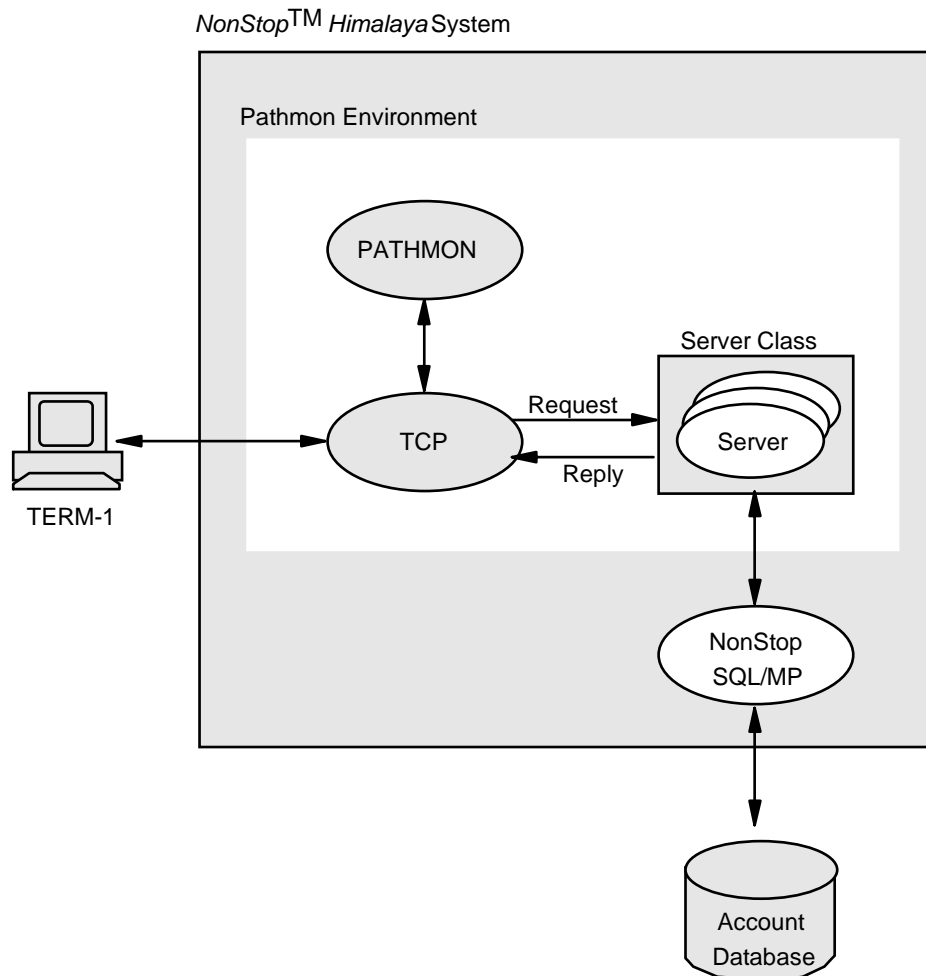 NonStop™ Himalaya System
Pathmon Environment
PATHMON
Server Class
Request
TCP
Server
Reply
TERM-1
NonStop
SQL/MP
Account
Database